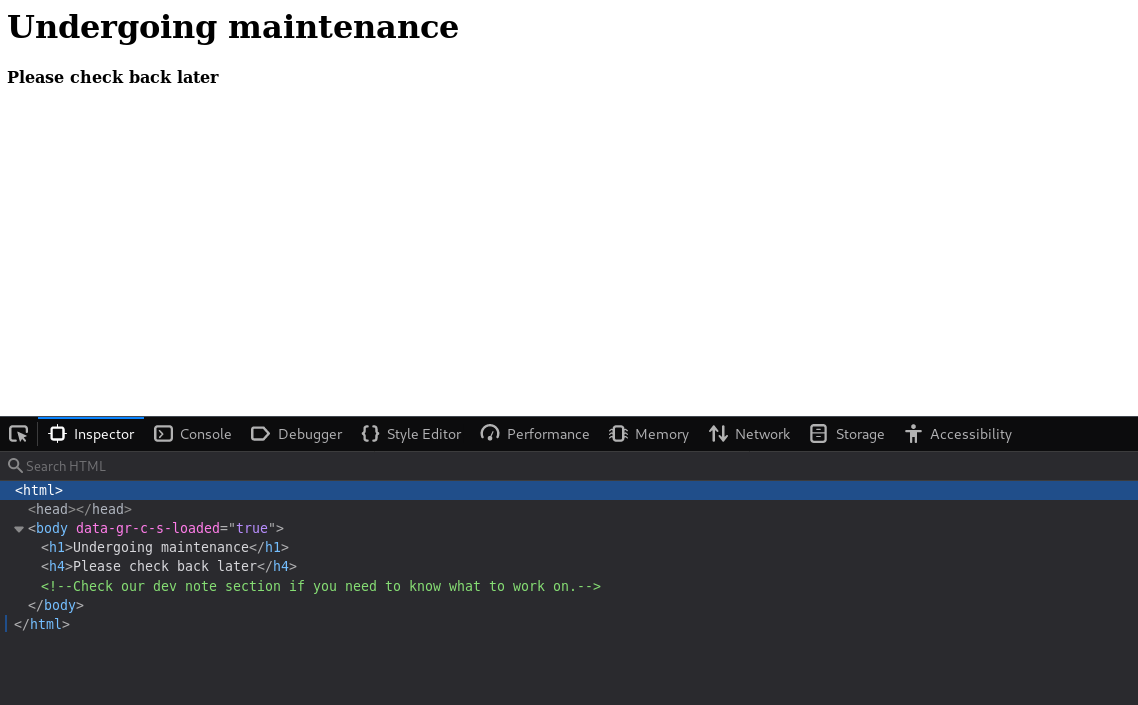 Undergoing maintenance
Please check back later
Inspector Console Debugger Style Editor Performance Memory Network Storage Accessibility
Search HTML
<html>
<head></head>
<body data-gr-c-s-loaded="true">
<h1>Undergoing maintenance</h1>
<h4>Please check back later</h4>
<!--Check our dev note section if you need to know what to work on.-->
</body>
</html>